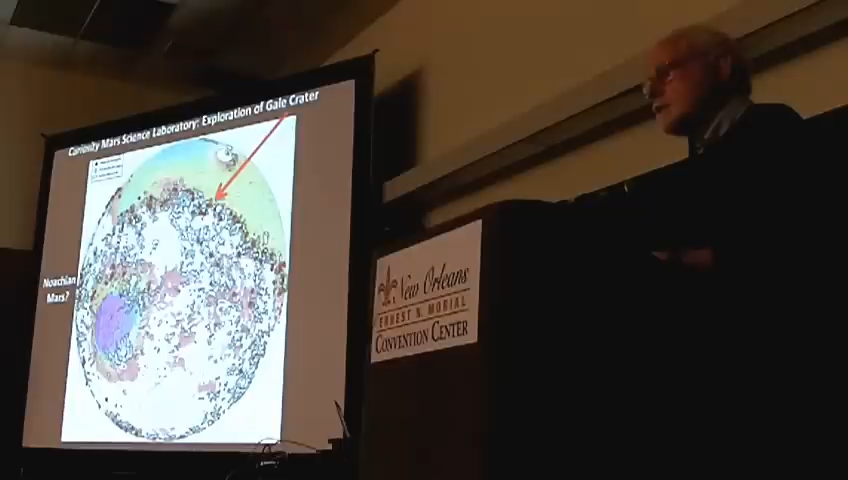 Curiosity Mars Science Laboratory: Exploration of Gale Crater
Noachian
Mars?
New Orleans
ERNEST N. MORIAL
CONVENTION CENTER